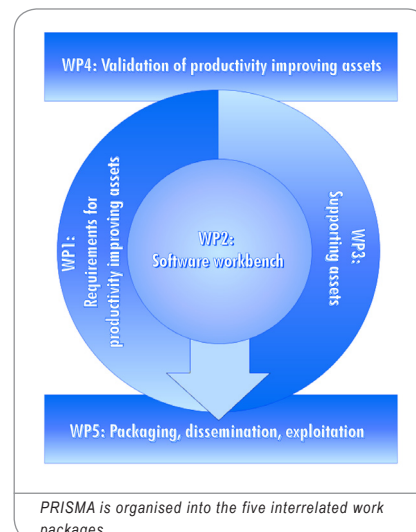 WP4: Validation of productivity improving assets
WP1:
Requirements for
productivity improving assets
WP2:
Software workbench
WP3:
Supporting
assets
WP5: Packaging, dissemination, exploitation
PRISMA is organised into the five interrelated work
packages